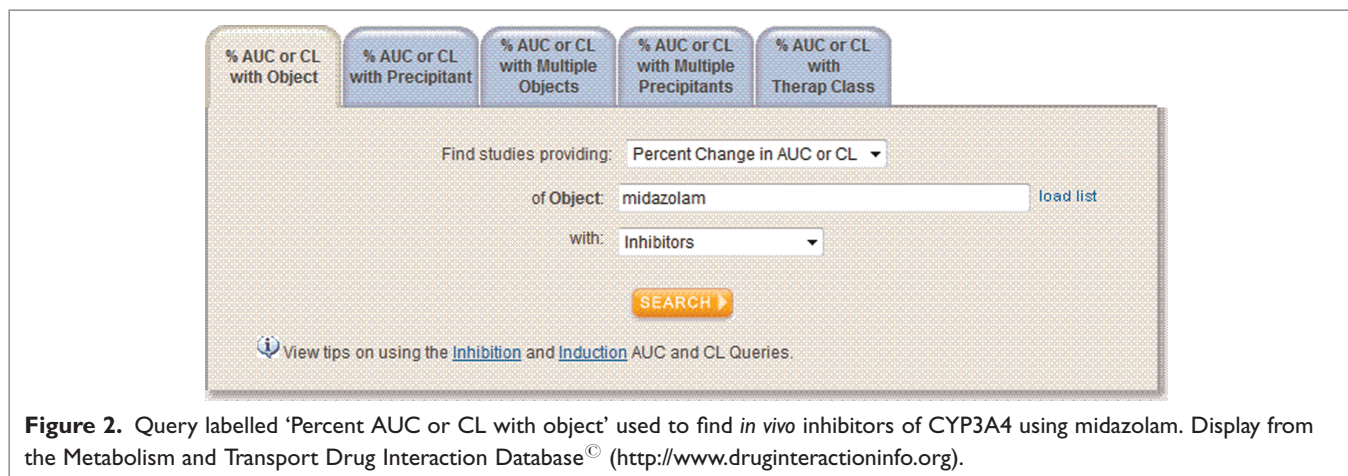 % AUC or CL
with Object
% AUC or CL
with Precipitant
% AUC or CL
with Multiple
Objects
% AUC or CL
with Multiple
Precipitants
% AUC or CL
with
Therap Class
Find studies providing: Percent Change in AUC or CL
of Object: midazolam load list
with: Inhibitors
SEARCH
View tips on using the Inhibition and Induction AUC and CL Queries.
Figure 2. Query labelled ‘Percent AUC or CL with object’ used to find in vivo inhibitors of CYP3A4 using midazolam. Display from
the Metabolism and Transport Drug Interaction Database© (http://www.druginteractioninfo.org).